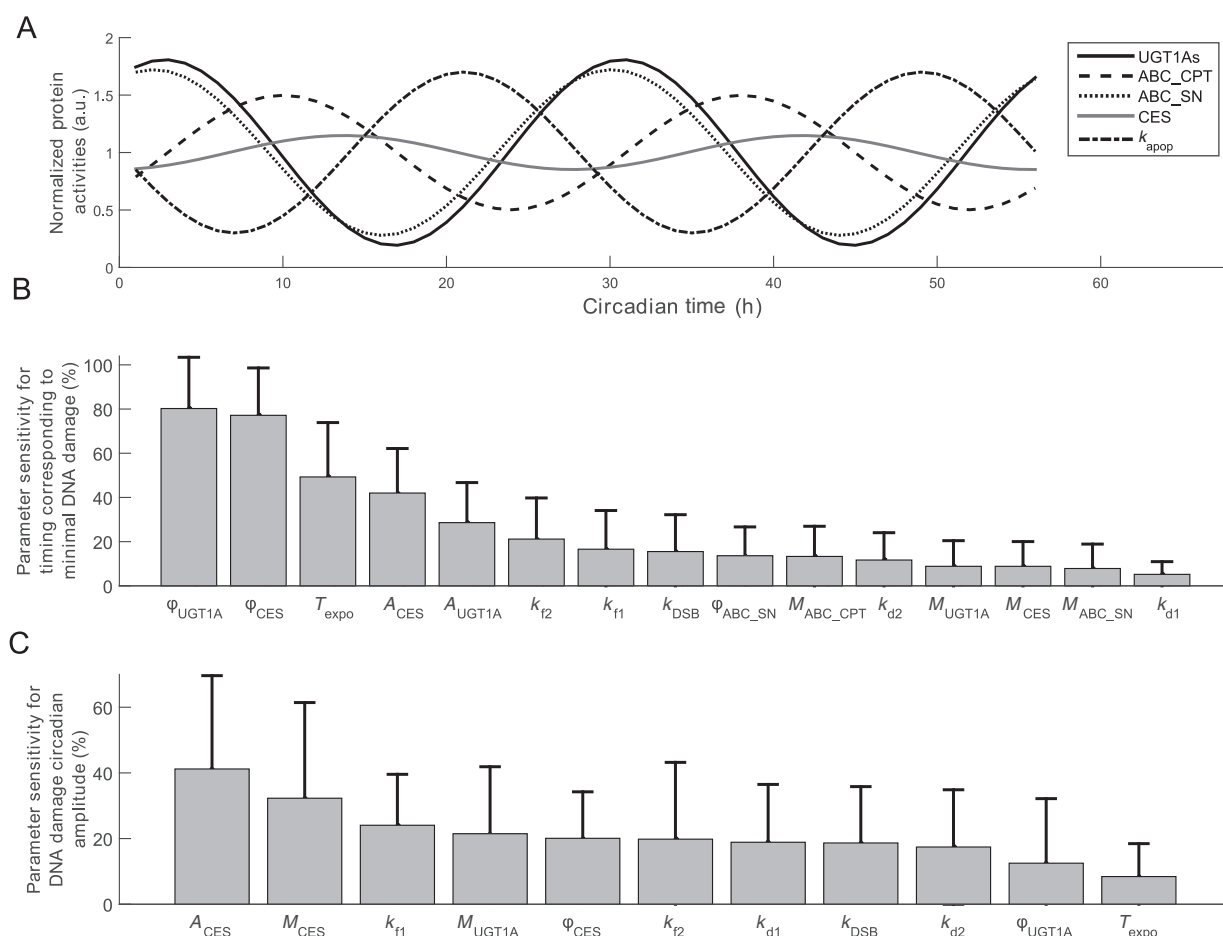 A
Normalized protein
activities (a.u.)
2
1.5
1
0.5
0
0 10 20 30 40 50 60
Circadian time (h)
UGT1As
ABC_CPT
ABC_SN
CES
kapop
B
Parameter sensitivity for
timing corresponding to
minimal DNA damage (%)
100
80
60
40
20
0
φUGT1A φCES Texpo ACES AUGT1A kf2 kf1 kDSB φABC_SN MABC_CPT kd2 MUGT1A MCES MABC_SN kd1
C
Parameter sensitivity for
DNA damage circadian
amplitude (%)
60
40
20
0
ACES MCES kf1 MUGT1A φCES kf2 kd1 kDSB kd2 φUGT1A Texpo